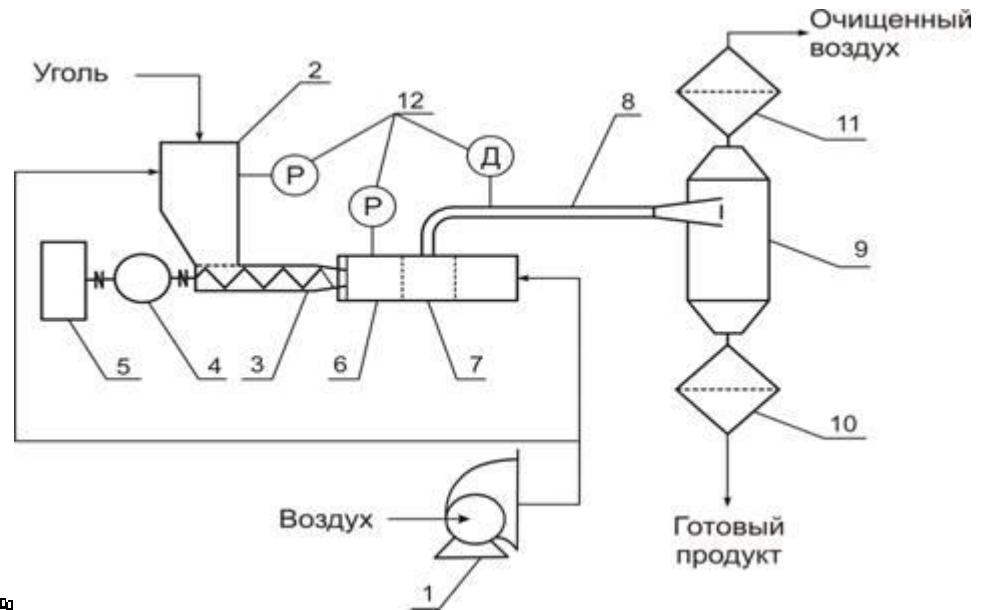 Очищенный
воздух
Уголь
2
12
8
11
Р
Д
Р
9
5
4
3
6
7
10
Воздух
Готовый
продукт
1